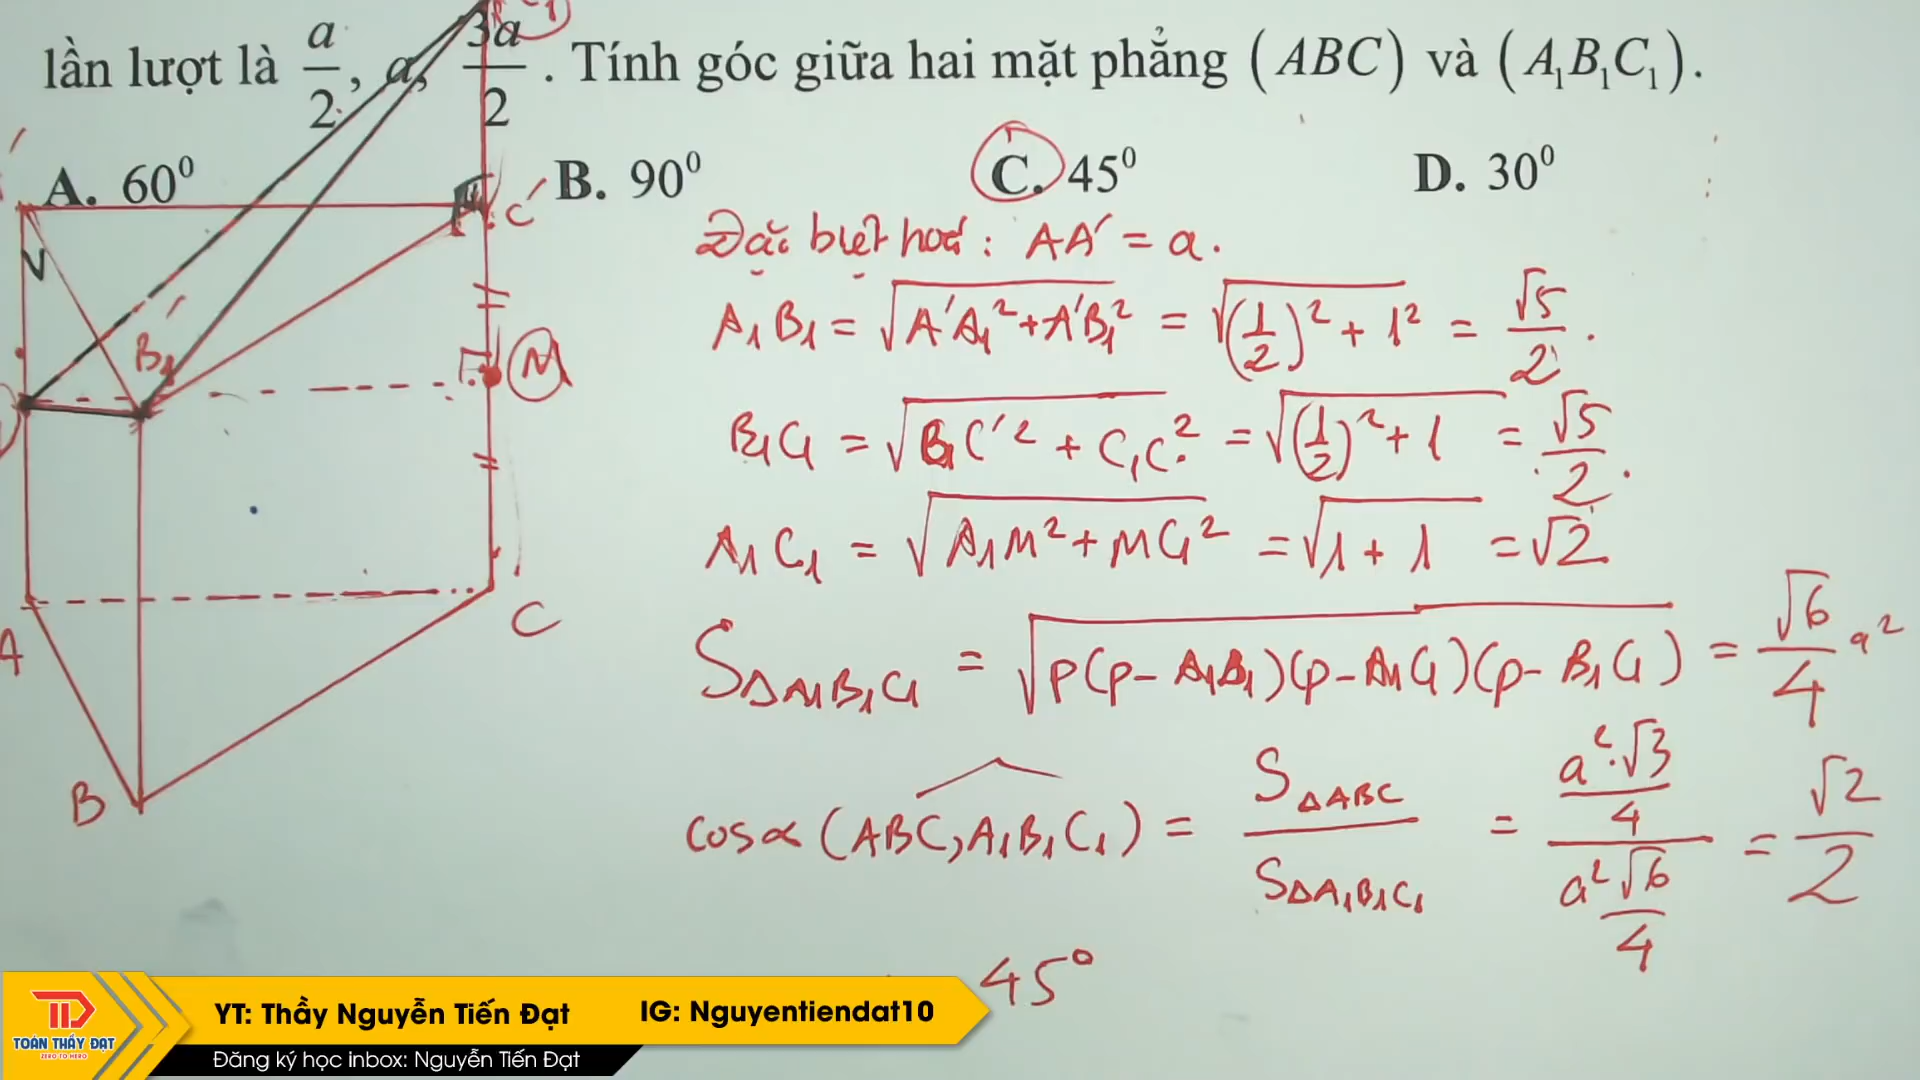 lần lượt là a/2, a, 3a/2. Tính góc giữa hai mặt phẳng (ABC) và (A₁B₁C₁).
A. 60⁰ B. 90⁰ C. 45⁰ D. 30⁰
C'
Đặc biệt hoá: AA' = a.
A₁B₁ = √(A'A₁² + A'B₁²) = √((1/2)² + 1²) = √5/2.
B₁
M
B₁C₁ = √(B₁C'² + C₁C'²) = √((1/2)² + 1) = √5/2.
A₁C₁ = √(A₁M² + MC₁²) = √(1 + 1) = √2
C
A
S△A₁B₁C₁ = √(p(p - A₁B₁)(p - A₁C₁)(p - B₁C₁)) = √6/4 a²
B
cosα (ABC, A₁B₁C₁) = S△ABC / S△A₁B₁C₁ = (a².√3/4) / (a²√6/4) = √2/2
45°
TOÁN THẦY ĐẠT
ZERO TO HERO
YT: Thầy Nguyễn Tiến Đạt IG: Nguyentiendat10
Đăng ký học inbox: Nguyễn Tiến Đạt